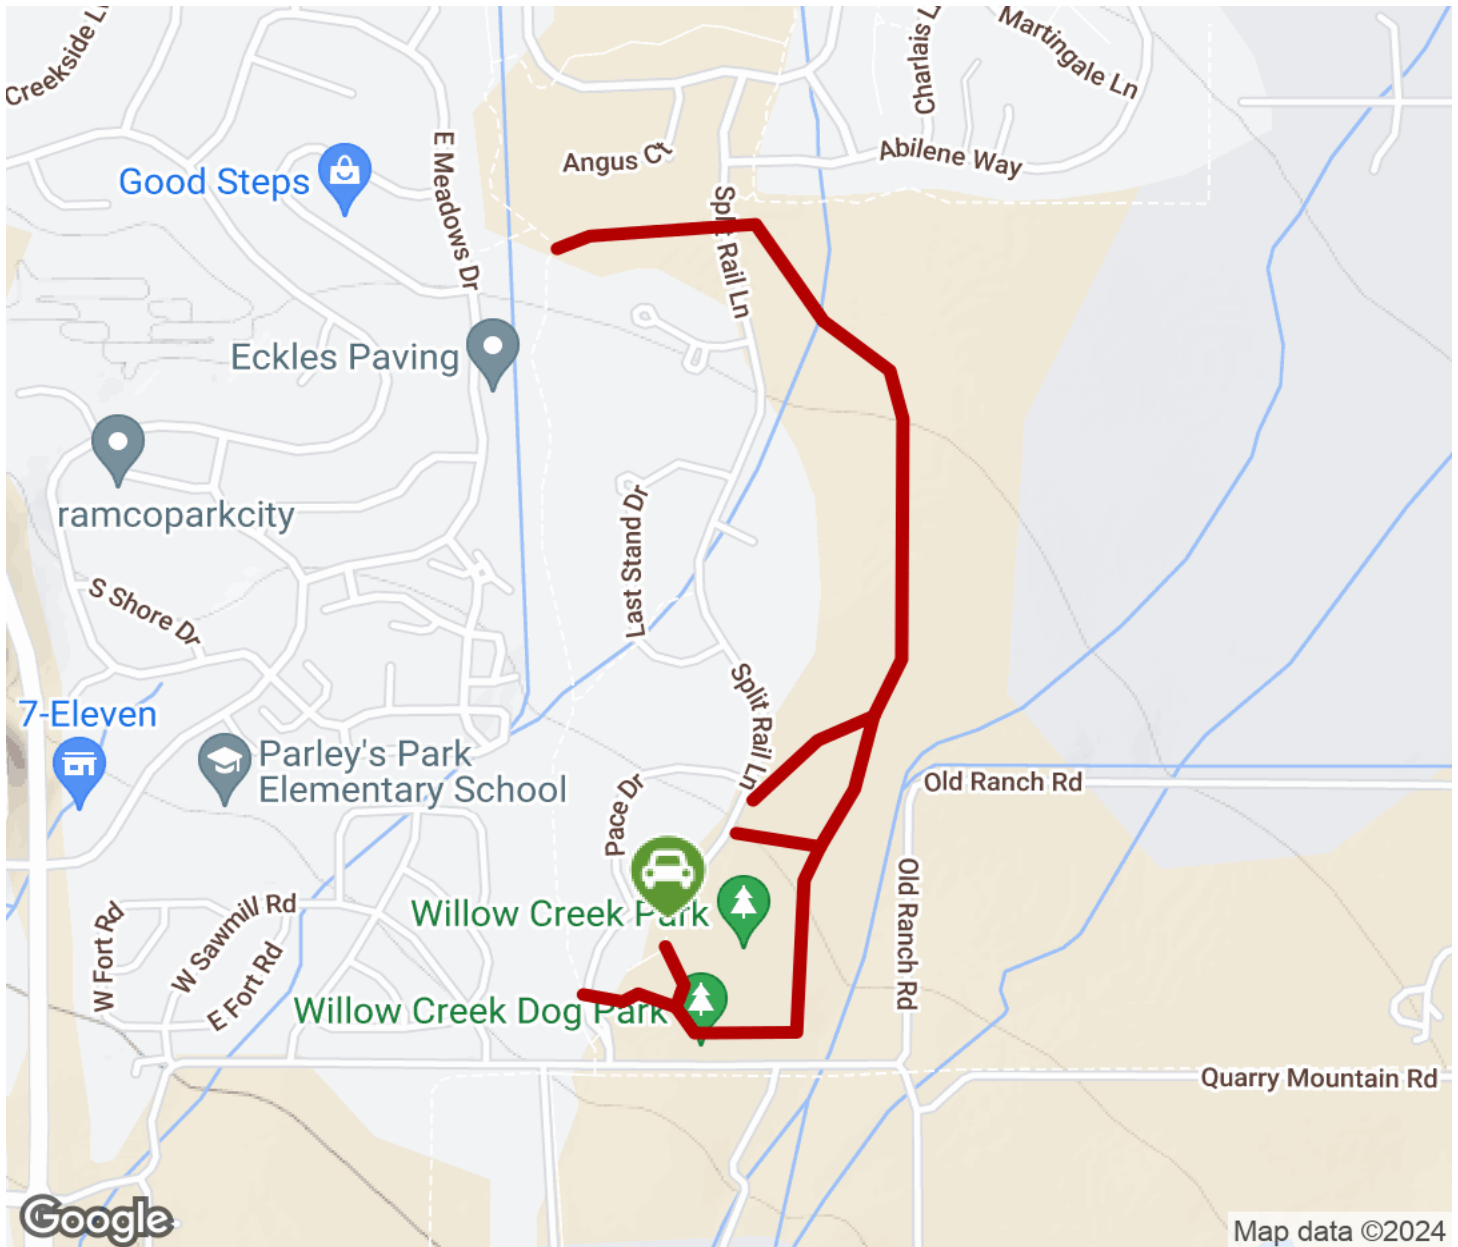 Creekside L
Martingale Ln
Charlais L
Angus Ct
Abilene Way
Good Steps
E Meadows Dr
Split Rail Ln
Eckles Paving
ramcoparkcity
Last Stand Dr
S Shore Dr
Split Rail Ln
7-Eleven
Parley's Park
Elementary School
Pace Dr
Old Ranch Rd
Old Ranch Rd
Willow Creek Park
W Fort Rd
W Sawmill Rd
E Fort Rd
Willow Creek Dog Park
Quarry Mountain Rd
Google
Map data ©2024